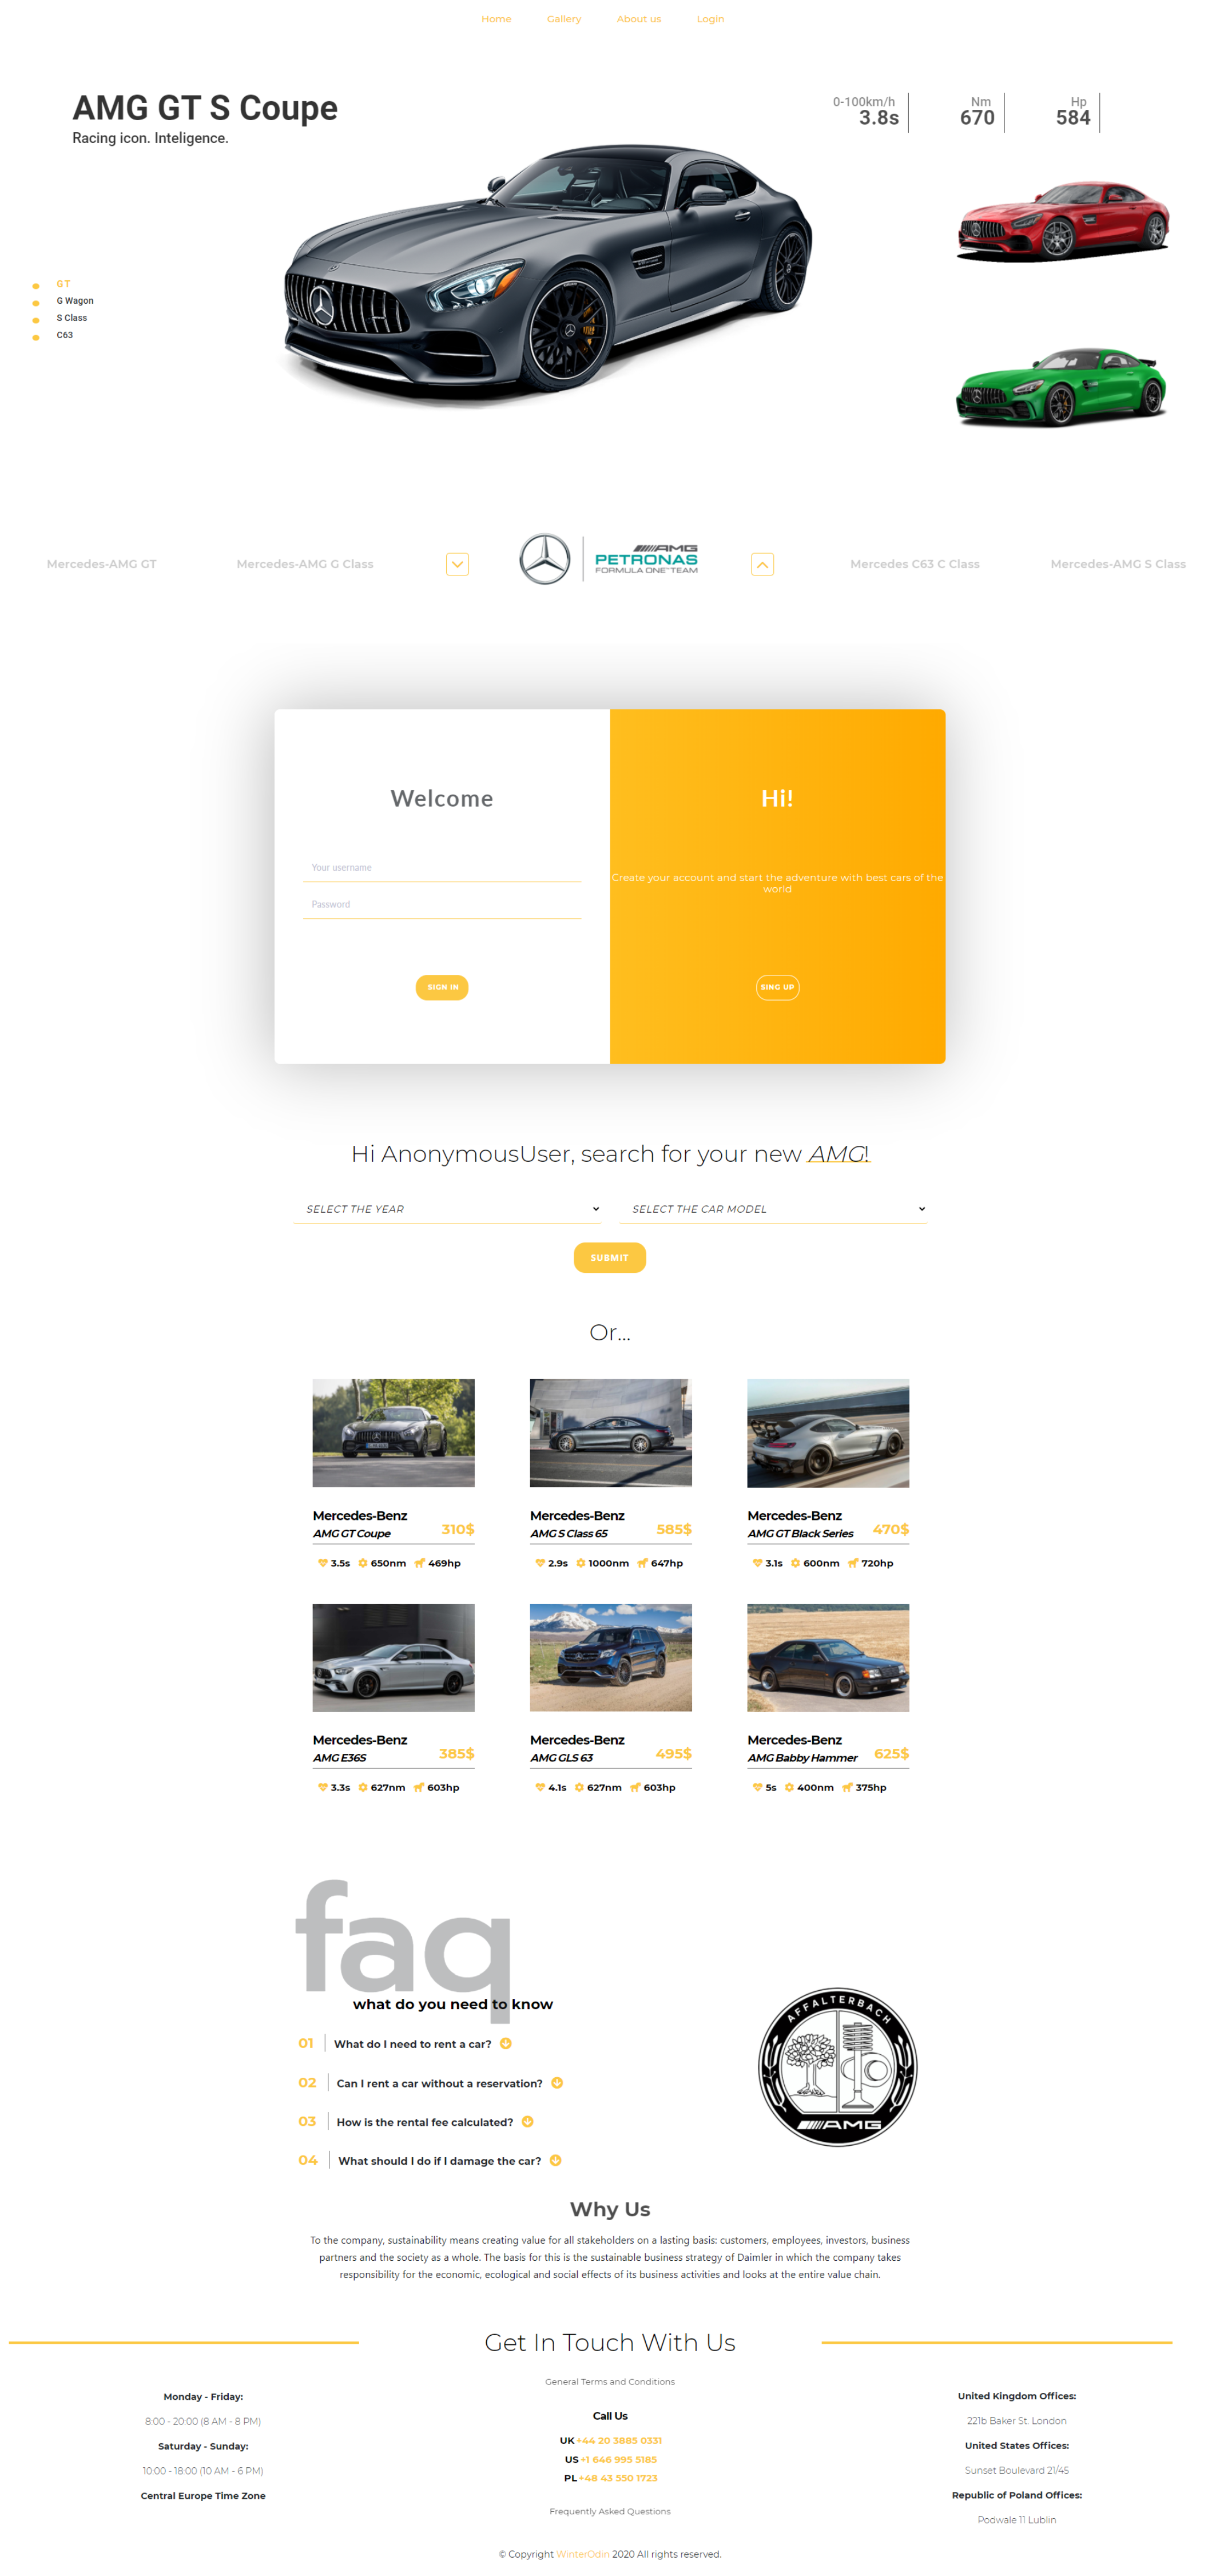 Home Gallery About us Login
AMG GT S Coupe
Racing icon. Inteligence.
0-100km/h
3.8s
Nm
670
Hp
584
GT
G Wagon
S Class
C63
Mercedes-AMG GT
Mercedes-AMG G Class
AMG
PETRONAS
FORMULA ONE™ TEAM
Mercedes C63 C Class
Mercedes-AMG S Class
Welcome
Your username
Password
SIGN IN
Hi!
Create your account and start the adventure with best cars of the
world
SING UP
Hi AnonymousUser, search for your new AMG!
SELECT THE YEAR
SELECT THE CAR MODEL
SUBMIT
Or...
Mercedes-Benz
AMG GT Coupe 310$
3.5s 650nm 469hp
Mercedes-Benz
AMG S Class 65 585$
2.9s 1000nm 647hp
Mercedes-Benz
AMG GT Black Series 470$
3.1s 600nm 720hp
Mercedes-Benz
AMG E36S 385$
3.3s 627nm 603hp
Mercedes-Benz
AMG GLS 63 495$
4.1s 627nm 603hp
Mercedes-Benz
AMG Babby Hammer 625$
5s 400nm 375hp
faq
what do you need to know
01 What do I need to rent a car?
02 Can I rent a car without a reservation?
03 How is the rental fee calculated?
04 What should I do if I damage the car?
AFFALTERBACH
AMG
Why Us
To the company, sustainability means creating value for all stakeholders on a lasting basis: customers, employees, investors, business
partners and the society as a whole. The basis for this is the sustainable business strategy of Daimler in which the company takes
responsibility for the economic, ecological and social effects of its business activities and looks at the entire value chain.
Get In Touch With Us
Monday - Friday:
8:00 - 20:00 (8 AM - 8 PM)
Saturday - Sunday:
10:00 - 18:00 (10 AM - 6 PM)
Central Europe Time Zone
General Terms and Conditions
Call Us
UK +44 20 3885 0331
US +1 646 995 5185
PL +48 43 550 1723
Frequently Asked Questions
United Kingdom Offices:
221b Baker St. London
United States Offices:
Sunset Boulevard 21/45
Republic of Poland Offices:
Podwale 11 Lublin
© Copyright WinterOdin 2020 All rights reserved.